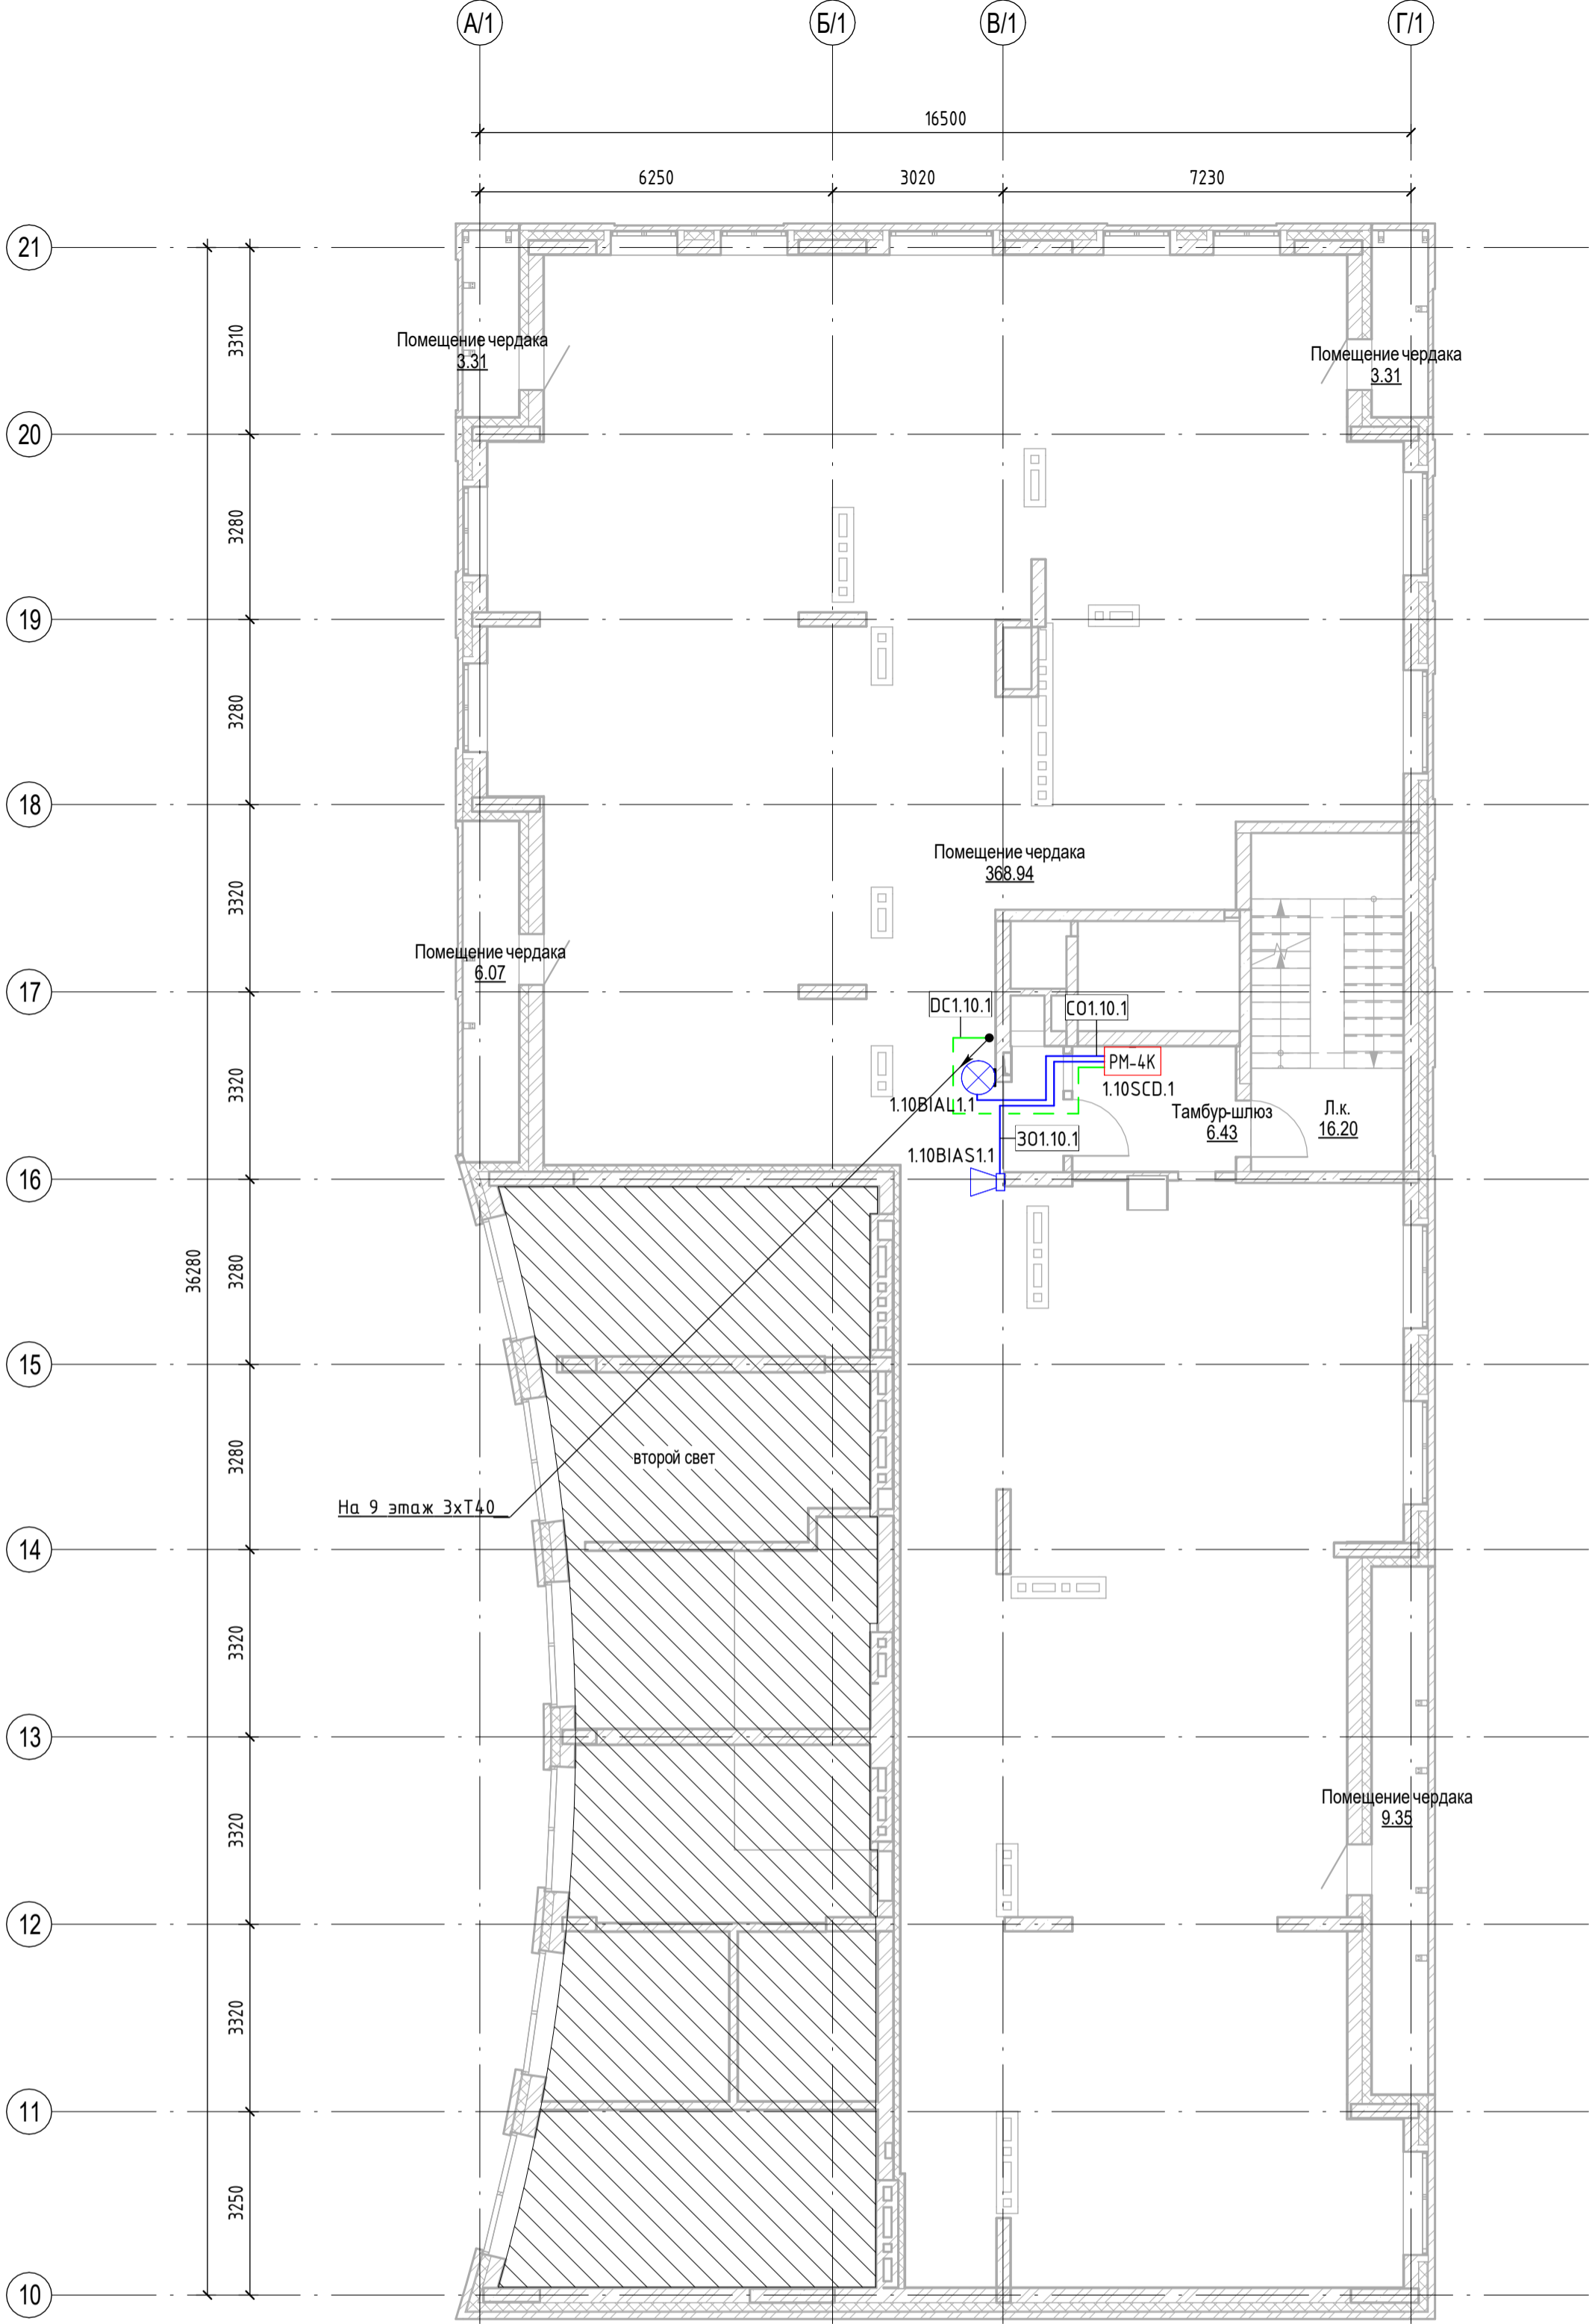 А/1
Б/1
В/1
Г/1
16500
6250
3020
7230
21
3310
Помещение чердака
3.31
Помещение чердака
3.31
20
3280
19
3280
18
3320
Помещение чердака
368.94
Помещение чердака
6.07
17
DC1.10.1
СО1.10.1
РМ-4К
1.10SCD.1
3320
1.10BIAL1.1
Тамбур-шлюз
6.43
Л.к.
16.20
ЗО1.10.1
1.10BIAS1.1
16
36280
3280
15
второй свет
3280
На 9 этаж 3хТ40
14
3320
13
Помещение чердака
9.35
3320
12
3320
11
3250
10